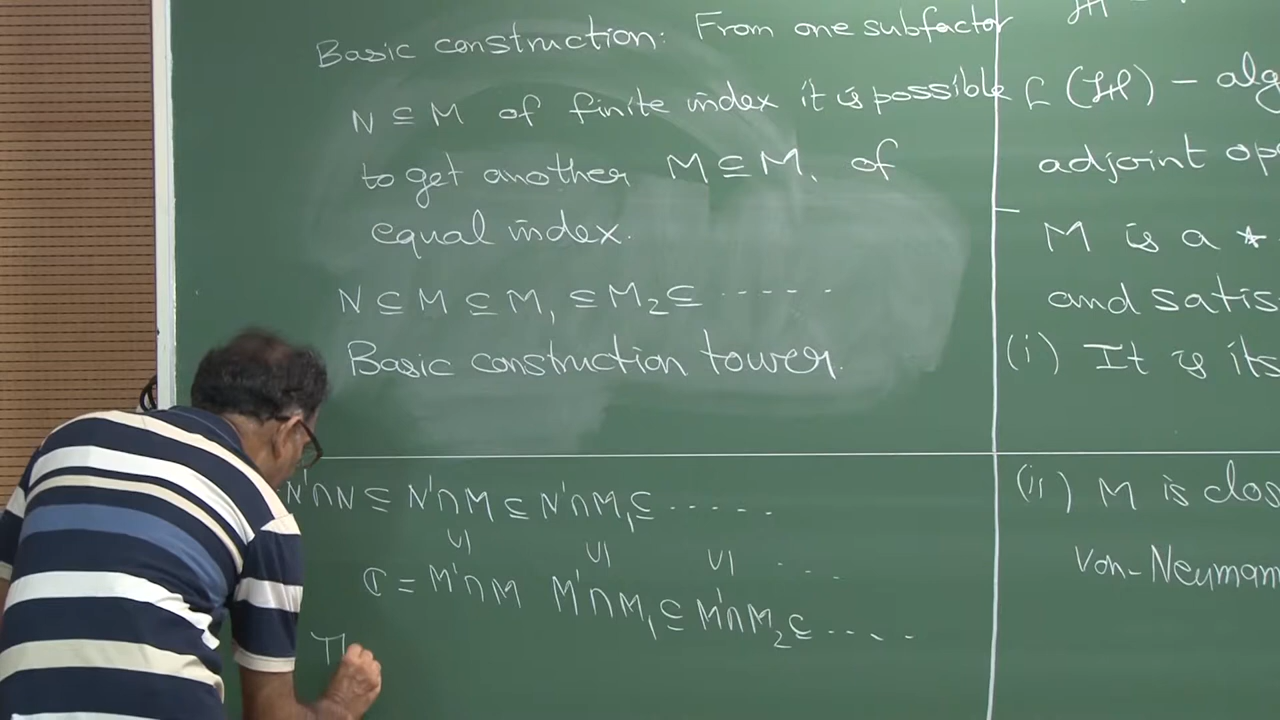 Basic construction: From one subfactor
N ⊆ M of finite index it is possible
to get another M ⊆ M₁ of
equal index.
N ⊆ M ⊆ M₁ ⊆ M₂ ⊆ ......
Basic construction tower.
N'∩N ⊆ N'∩M ⊆ N'∩M₁ ⊆ ......
∪| ∪| ∪| ...
ℂ = M'∩M M'∩M₁ ⊆ M'∩M₂ ⊆ .....
L(H) - alg
adjoint op
M is a *
and satis
(i) It is its
(ii) M is clos
von-Neuman